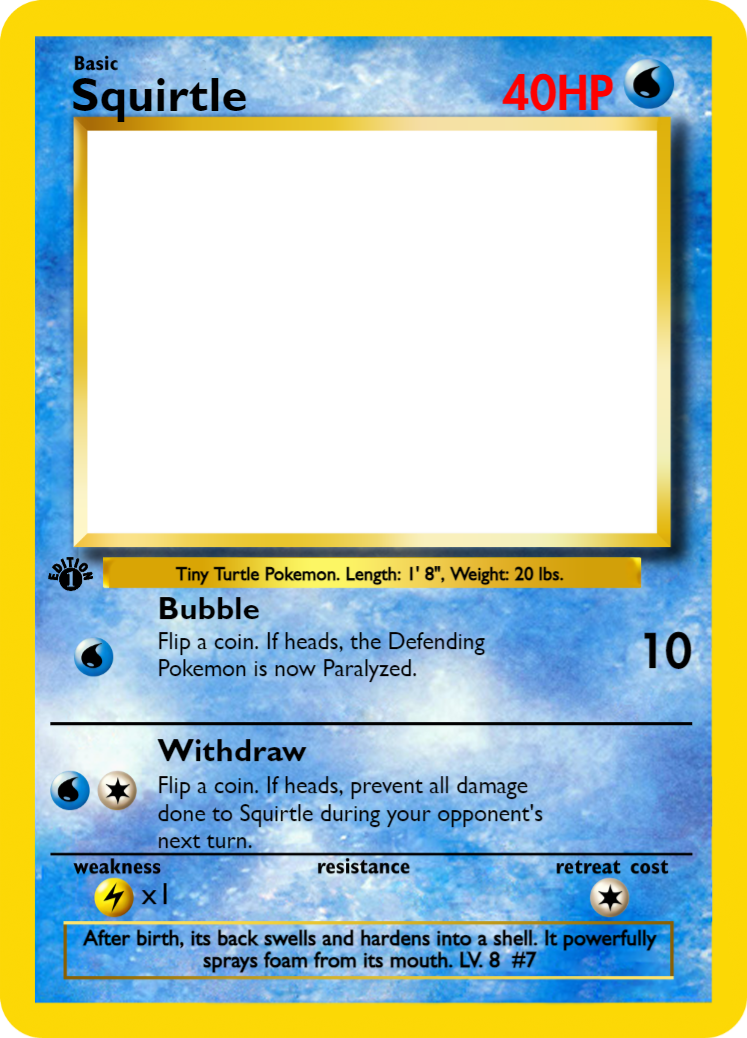 Basic
Squirtle
40HP
EDITION
1
Tiny Turtle Pokemon. Length: 1' 8", Weight: 20 lbs.
Bubble
Flip a coin. If heads, the Defending
Pokemon is now Paralyzed.
10
Withdraw
Flip a coin. If heads, prevent all damage
done to Squirtle during your opponent's
next turn.
weakness resistance retreat cost
x1
After birth, its back swells and hardens into a shell. It powerfully
sprays foam from its mouth. LV. 8 #7